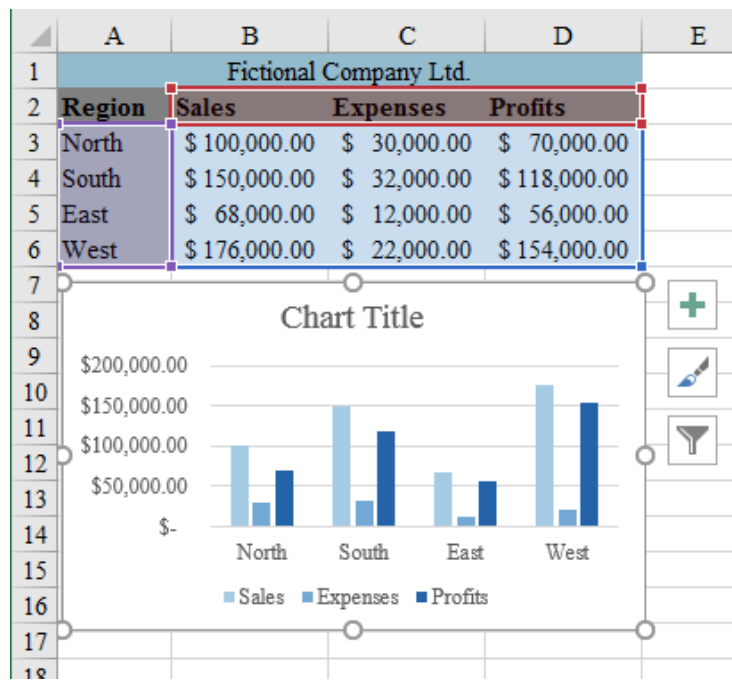 A B C D E
1 Fictional Company Ltd.
2 Region Sales Expenses Profits
3 North $ 100,000.00 $ 30,000.00 $ 70,000.00
4 South $ 150,000.00 $ 32,000.00 $ 118,000.00
5 East $ 68,000.00 $ 12,000.00 $ 56,000.00
6 West $ 176,000.00 $ 22,000.00 $ 154,000.00
7
8
9
10
11
12
13
14
15
16
17
18
Chart Title
$200,000.00
$150,000.00
$100,000.00
$50,000.00
$-
North South East West
Sales Expenses Profits